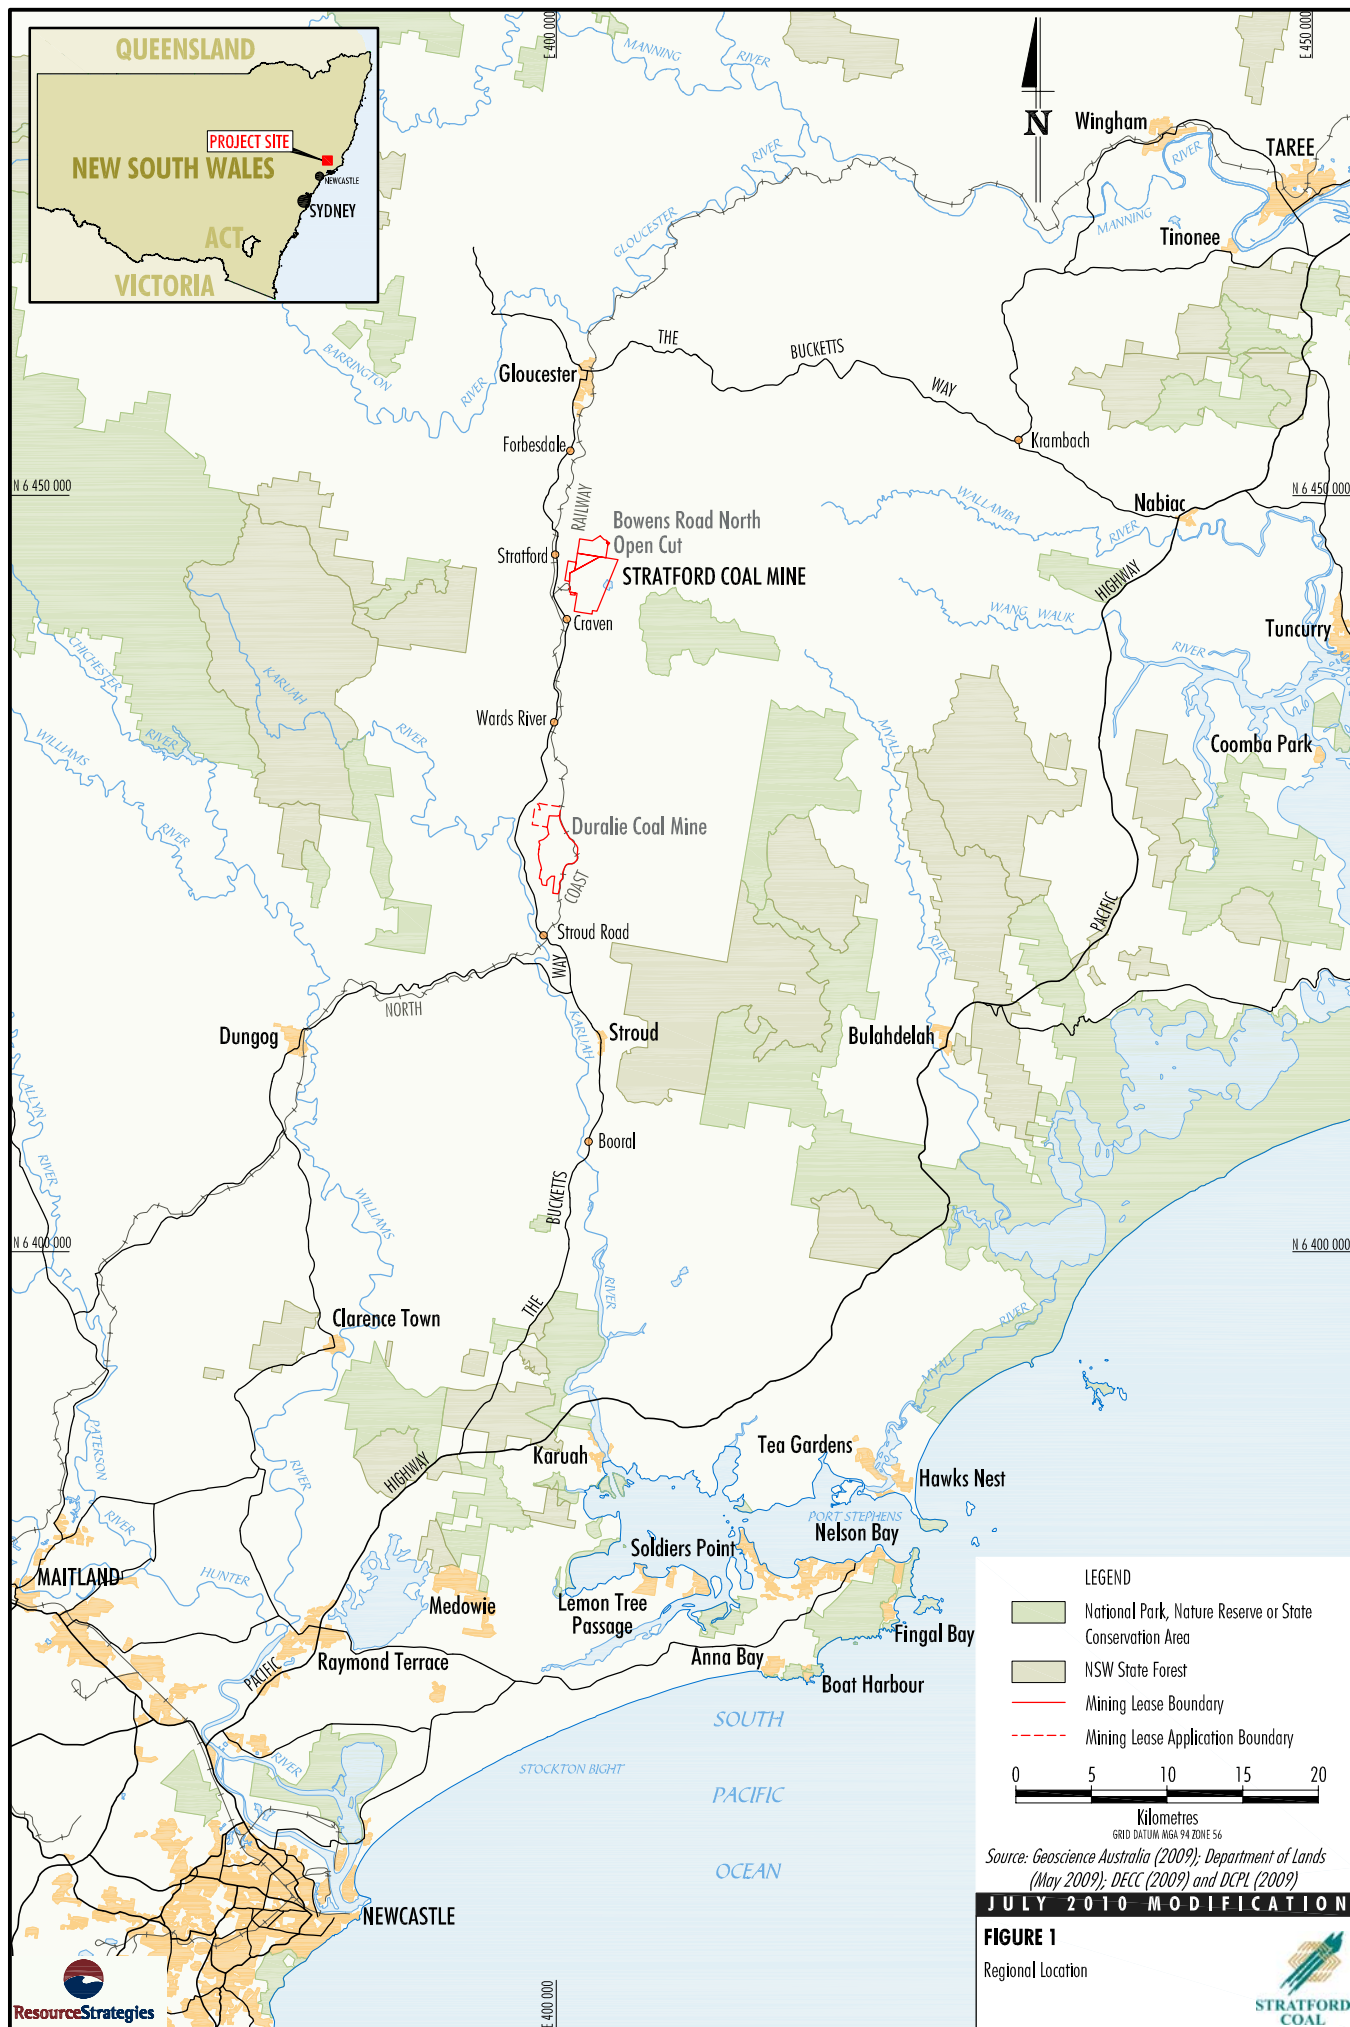 QUEENSLAND
PROJECT SITE
NEW SOUTH WALES
NEWCASTLE
SYDNEY
ACT
VICTORIA
E 400 000
E 450 000
MANNING
RIVER
N
Wingham
TAREE
RIVER
MANNING
Tinonee
RIVER
GLOUCESTER
THE
BUCKETTS
WAY
BARRINGTON
RIVER
Gloucester
Forbesdale
Krambach
N 6 450 000
N 6 450 000
RAILWAY
WALLAMBA
RIVER
Nabiac
Bowens Road North
Open Cut
Stratford
STRATFORD COAL MINE
HIGHWAY
WANG WAUK
RIVER
Craven
Tuncurry
CHICHESTER
RIVER
KARUAH
RIVER
WILLIAMS
RIVER
Wards River
MYALL
Coomba Park
Duralie Coal Mine
COAST
PACIFIC
Stroud Road
WAY
RIVER
NORTH
Dungog
KARUAH
Stroud
Bulahdelah
ALLYN
RIVER
Booral
WILLIAMS
BUCKETTS
N 6 400 000
N 6 400 000
THE
RIVER
RIVER
MYALL
Clarence Town
PATERSON
RIVER
HIGHWAY
Karuah
Tea Gardens
Hawks Nest
RIVER
PORT STEPHENS
Nelson Bay
Soldiers Point
MAITLAND
HUNTER
Medowie
Lemon Tree
Passage
Fingal Bay
Raymond Terrace
PACIFIC
Anna Bay
Boat Harbour
SOUTH
PACIFIC
OCEAN
RIVER
STOCKTON BIGHT
NEWCASTLE
E 400 000
LEGEND
National Park, Nature Reserve or State
Conservation Area
NSW State Forest
Mining Lease Boundary
Mining Lease Application Boundary
0 5 10 15 20
Kilometres
GRID DATUM MGA 94 ZONE 56
Source: Geoscience Australia (2009); Department of Lands
(May 2009); DECC (2009) and DCPL (2009)
JULY 2010 MODIFICATION
FIGURE 1
Regional Location
STRATFORD
COAL
ResourceStrategies